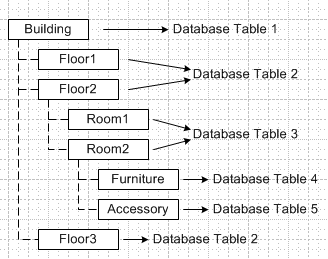 Building
Database Table 1
Floor1
Database Table 2
Floor2
Room1
Database Table 3
Room2
Furniture
Database Table 4
Accessory
Database Table 5
Floor3
Database Table 2